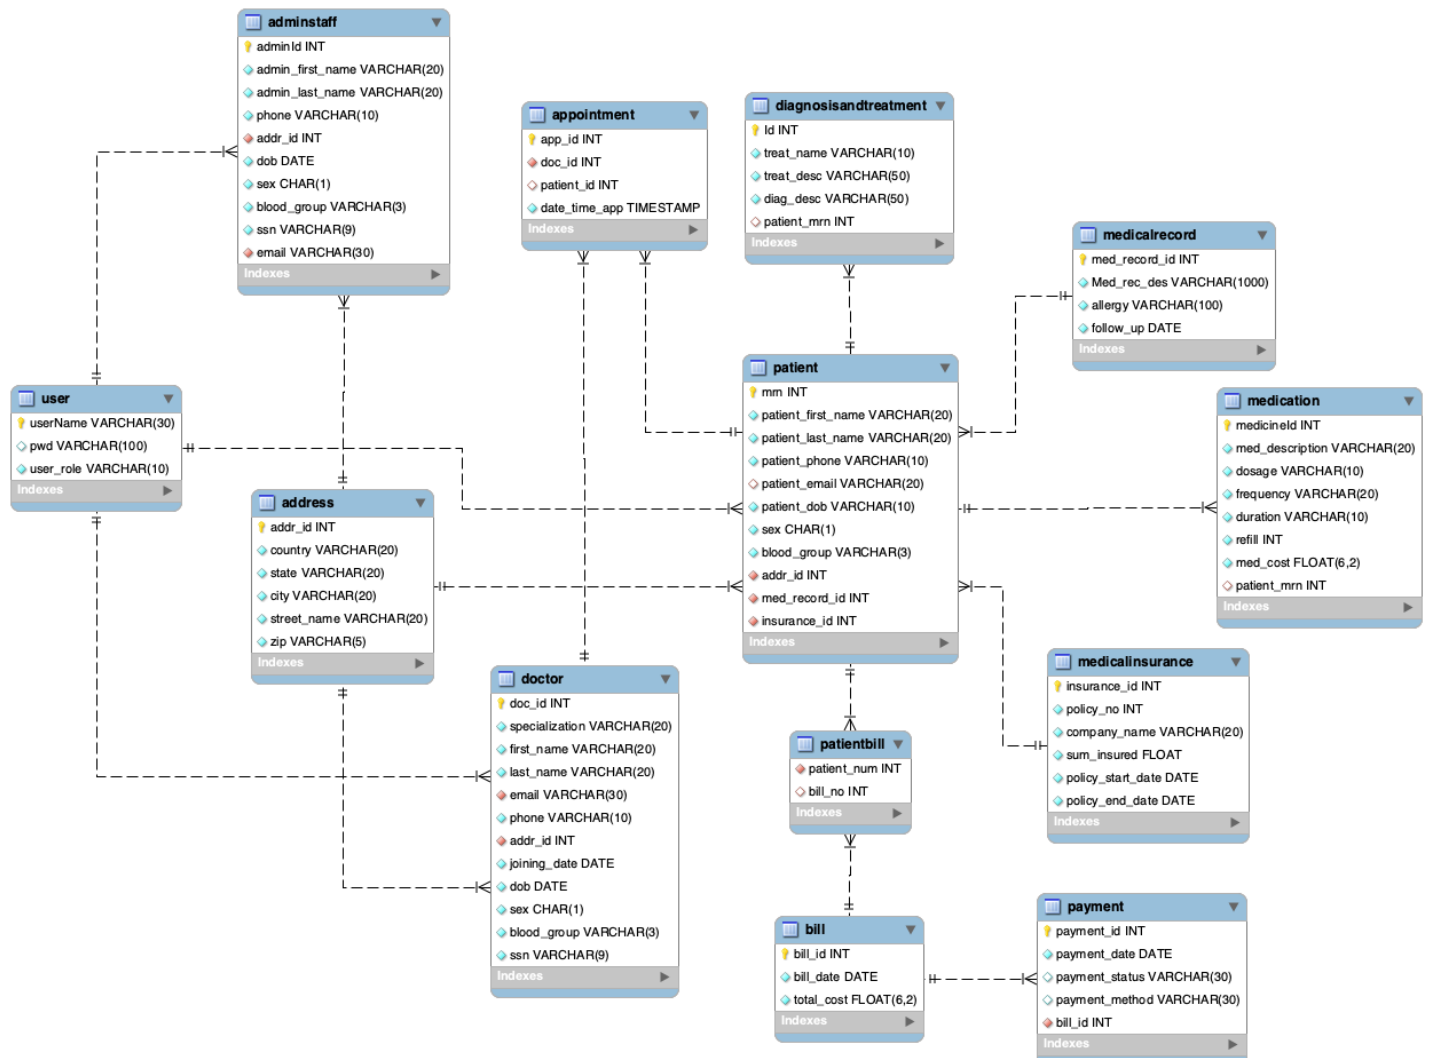 adminstaff
adminId INT
admin_first_name VARCHAR(20)
admin_last_name VARCHAR(20)
phone VARCHAR(10)
addr_id INT
dob DATE
sex CHAR(1)
blood_group VARCHAR(3)
ssn VARCHAR(9)
email VARCHAR(30)
Indexes
appointment
app_id INT
doc_id INT
patient_id INT
date_time_app TIMESTAMP
Indexes
diagnosisandtreatment
Id INT
treat_name VARCHAR(10)
treat_desc VARCHAR(50)
diag_desc VARCHAR(50)
patient_mrn INT
Indexes
medicalrecord
med_record_id INT
Med_rec_des VARCHAR(1000)
allergy VARCHAR(100)
follow_up DATE
Indexes
user
userName VARCHAR(30)
pwd VARCHAR(100)
user_role VARCHAR(10)
Indexes
patient
mrn INT
patient_first_name VARCHAR(20)
patient_last_name VARCHAR(20)
patient_phone VARCHAR(10)
patient_email VARCHAR(20)
patient_dob VARCHAR(10)
sex CHAR(1)
blood_group VARCHAR(3)
addr_id INT
med_record_id INT
insurance_id INT
Indexes
medication
medicineId INT
med_description VARCHAR(20)
dosage VARCHAR(10)
frequency VARCHAR(20)
duration VARCHAR(10)
refill INT
med_cost FLOAT(6,2)
patient_mrn INT
Indexes
address
addr_id INT
country VARCHAR(20)
state VARCHAR(20)
city VARCHAR(20)
street_name VARCHAR(20)
zip VARCHAR(5)
Indexes
doctor
doc_id INT
specialization VARCHAR(20)
first_name VARCHAR(20)
last_name VARCHAR(20)
email VARCHAR(30)
phone VARCHAR(10)
addr_id INT
joining_date DATE
dob DATE
sex CHAR(1)
blood_group VARCHAR(3)
ssn VARCHAR(9)
Indexes
medicalinsurance
insurance_id INT
policy_no INT
company_name VARCHAR(20)
sum_insured FLOAT
policy_start_date DATE
policy_end_date DATE
Indexes
patientbill
patient_num INT
bill_no INT
Indexes
bill
bill_id INT
bill_date DATE
total_cost FLOAT(6,2)
Indexes
payment
payment_id INT
payment_date DATE
payment_status VARCHAR(30)
payment_method VARCHAR(30)
bill_id INT
Indexes